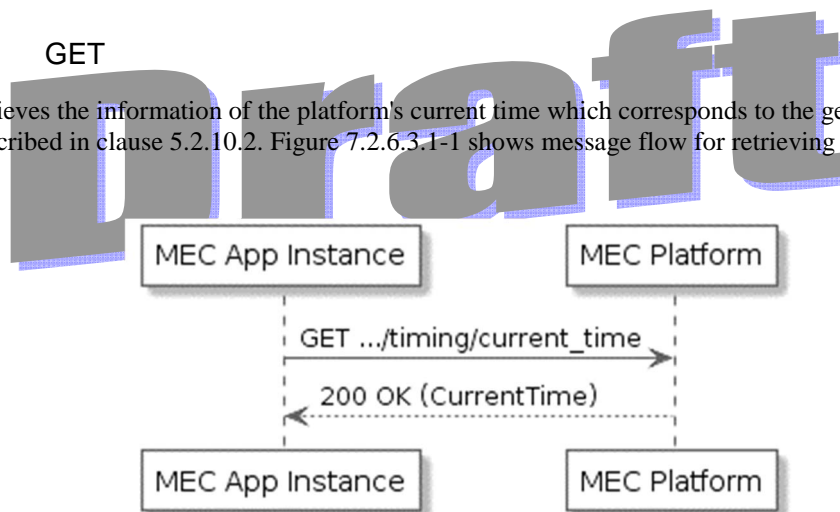 GET
Draft
ieves the information of the platform's current time which corresponds to the ge
cribed in clause 5.2.10.2. Figure 7.2.6.3.1-1 shows message flow for retrieving
MEC App Instance MEC Platform
GET .../timing/current_time
200 OK (CurrentTime)
MEC App Instance MEC Platform